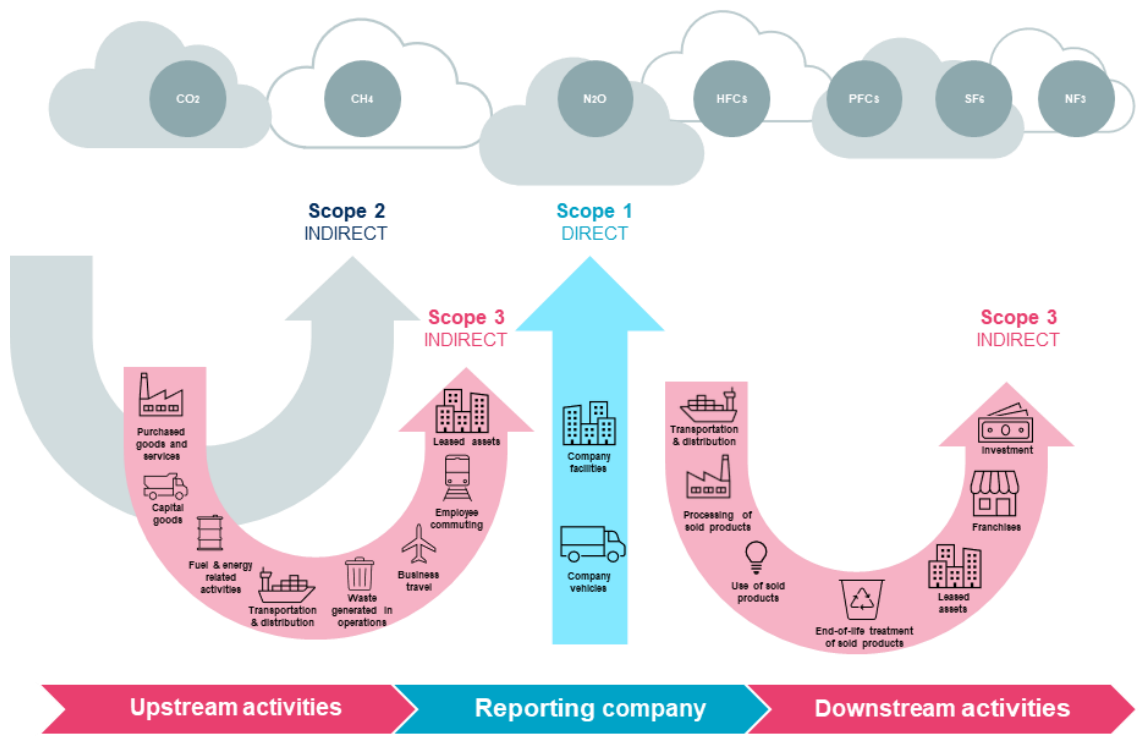 CO2
CH4
N2O
HFCS
PFCS
SF6
NF3
Scope 2
INDIRECT
Scope 1
DIRECT
Scope 3
INDIRECT
Scope 3
INDIRECT
Purchased
goods and
services
Capital
goods
Fuel & energy
related
activities
Transportation
& distribution
Waste
generated in
operations
Business
travel
Employee
commuting
Leased assets
Company
facilities
Company
vehicles
Transportation
& distribution
Processing of
sold products
Use of sold
products
End-of-life treatment
of sold products
Leased
assets
Franchises
Investment
Upstream activities
Reporting company
Downstream activities